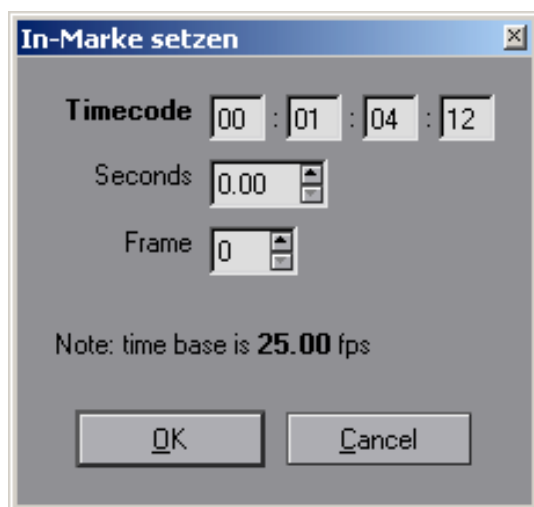 In-Marke setzen
Timecode 00 : 01 : 04 : 12
Seconds 0.00
Frame 0
Note: time base is 25.00 fps
OK Cancel